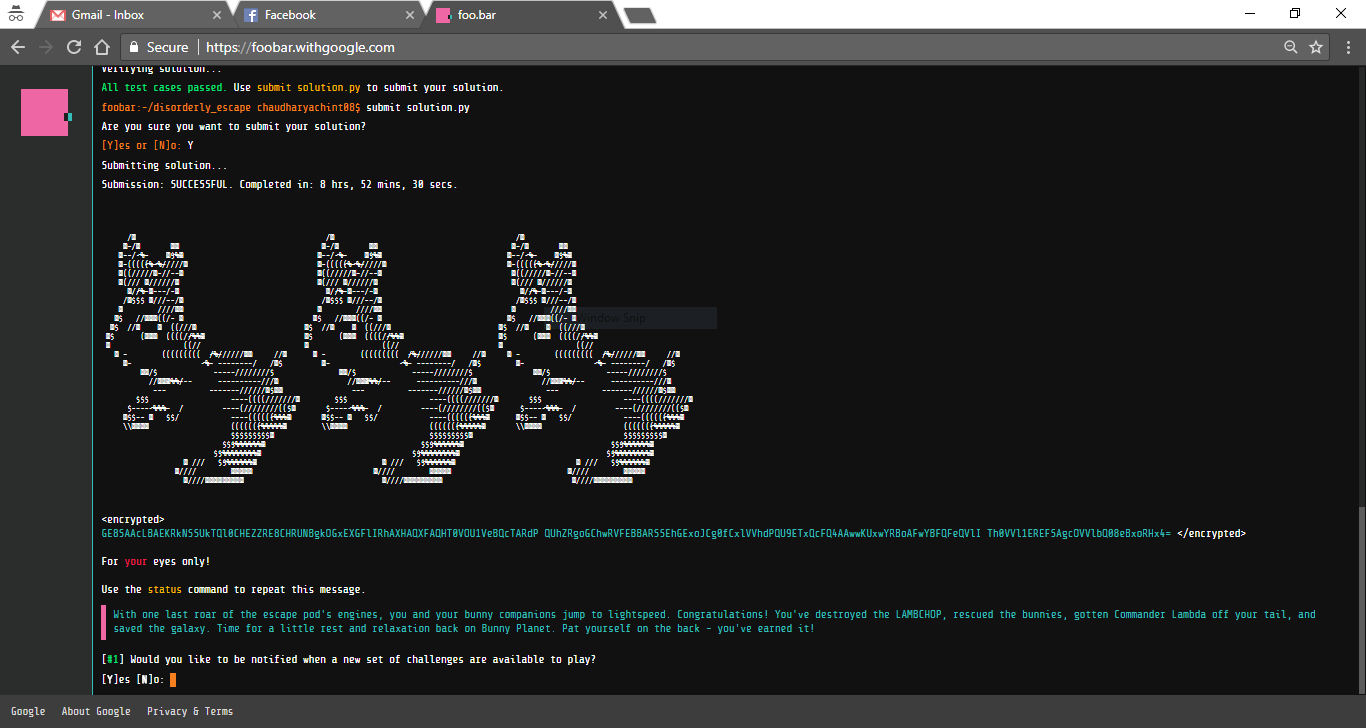 Gmail - Inbox
Facebook
foo.bar
Secure
https://foobar.withgoogle.com
Verifying solution...
All test cases passed. Use submit solution.py to submit your solution.
foobar:~/disorderly_escape chaudharyachint08$ submit solution.py
Are you sure you want to submit your solution?
[Y]es or [N]o: Y
Submitting solution...
Submission: SUCCESSFUL. Completed in: 8 hrs, 52 mins, 30 secs.
Window Snip
<encrypted>
</encrypted>
For your eyes only!
Use the status command to repeat this message.
With one last roar of the escape pod's engines, you and your bunny companions jump to lightspeed. Congratulations! You've destroyed the LAMBCHOP, rescued the bunnies, gotten Commander Lambda off your tail, and
saved the galaxy. Time for a little rest and relaxation back on Bunny Planet. Pat yourself on the back - you've earned it!
[#1] Would you like to be notified when a new set of challenges are available to play?
[Y]es [N]o:
Google About Google Privacy & Terms